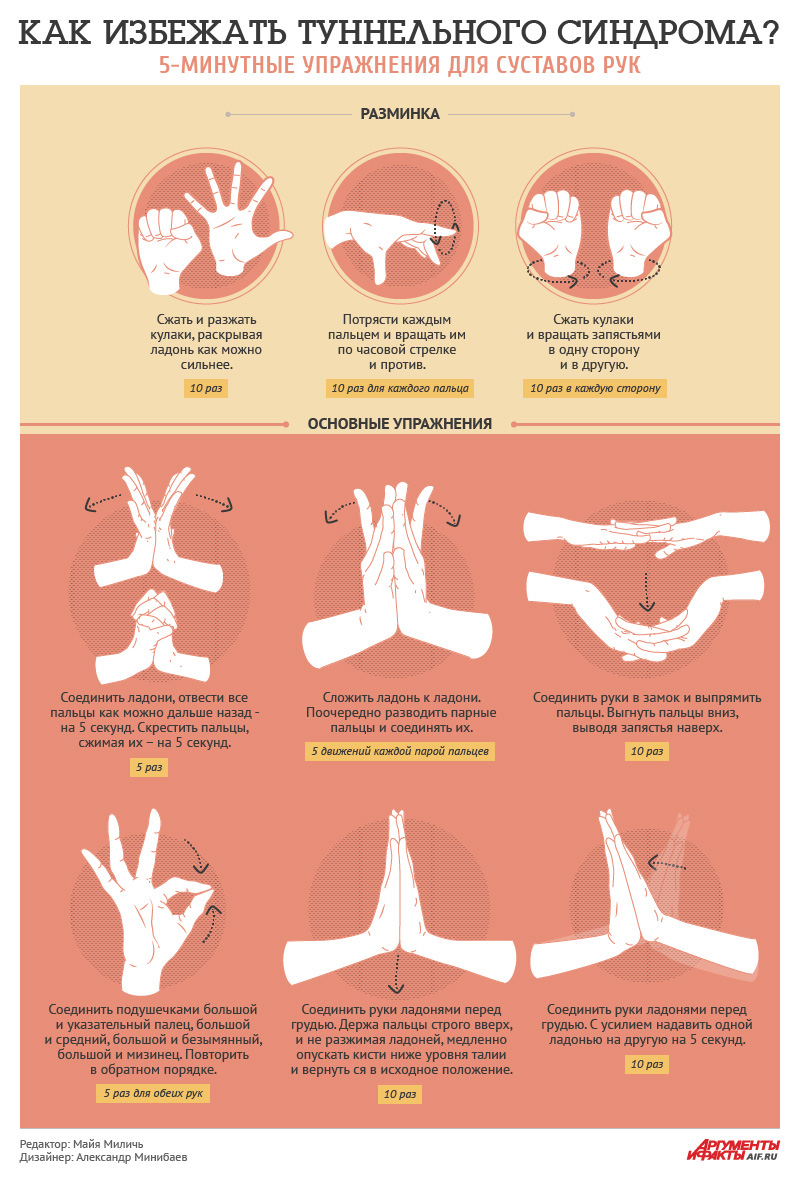 КАК ИЗБЕЖАТЬ ТУННЕЛЬНОГО СИНДРОМА?
5-МИНУТНЫЕ УПРАЖНЕНИЯ ДЛЯ СУСТАВОВ РУК
РАЗМИНКА
Сжать и разжать
кулаки, раскрывая
ладонь как можно
сильнее.
10 раз
Потрясти каждым
пальцем и вращать им
по часовой стрелке
и против.
10 раз для каждого пальца
Сжать кулаки
и вращать запястьями
в одну сторону
и в другую.
10 раз в каждую сторону
ОСНОВНЫЕ УПРАЖНЕНИЯ
Соединить ладони, отвести все
пальцы как можно дальше назад -
на 5 секунд. Скрестить пальцы,
сжимая их – на 5 секунд.
5 раз
Сложить ладонь к ладони.
Поочередно разводить парные
пальцы и соединять их.
5 движений каждой парой пальцев
Соединить руки в замок и выпрямить
пальцы. Выгнуть пальцы вниз,
выводя запястья наверх.
10 раз
Соединить подушечками большой
и указательный палец, большой
и средний, большой и безымянный,
большой и мизинец. Повторить
в обратном порядке.
5 раз для обеих рук
Соединить руки ладонями перед
грудью. Держа пальцы строго вверх,
и не разжимая ладоней, медленно
опускать кисти ниже уровня талии
и вернуть ся в исходное положение.
10 раз
Соединить руки ладонями перед
грудью. С усилием надавить одной
ладонью на другую на 5 секунд.
10 раз
Редактор: Майя Миличь
Дизайнер: Александр Минибаев
АРГУМЕНТЫ
И ФАКТЫ AIF.RU